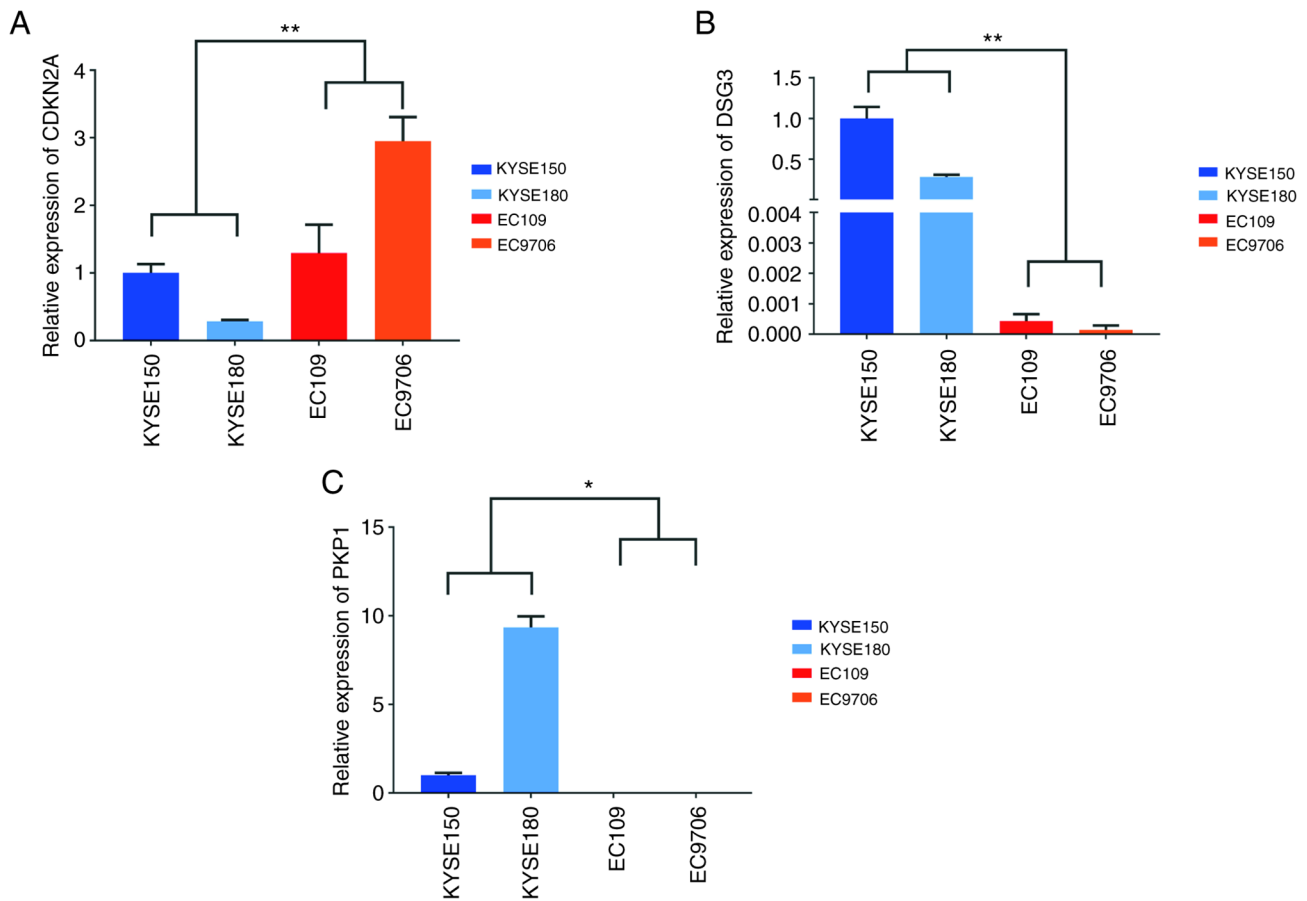 A
**
Relative expression of CDKN2A
4
3
2
1
0
KYSE150
KYSE180
EC109
EC9706
KYSE150
KYSE180
EC109
EC9706
B
**
Relative expression of DSG3
1.5
1.0
0.5
0.004
0.003
0.002
0.001
0.000
KYSE150
KYSE180
EC109
EC9706
KYSE150
KYSE180
EC109
EC9706
C
*
Relative expression of PKP1
15
10
5
0
KYSE150
KYSE180
EC109
EC9706
KYSE150
KYSE180
EC109
EC9706